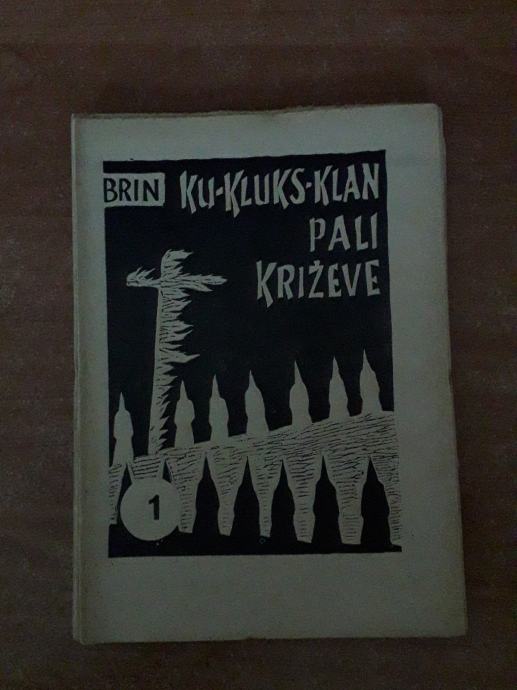 BRIN
KU-KLUKS-KLAN
PALI
KRIŽEVE
1